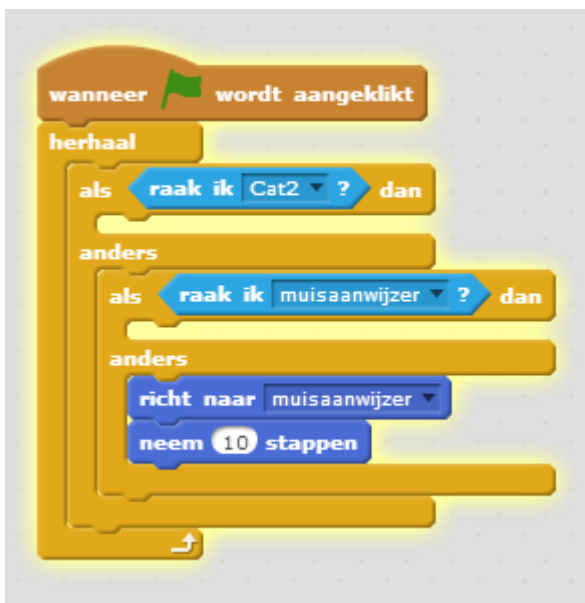 wanneer wordt aangeklikt
herhaal
als raak ik Cat2 ? dan
anders
als raak ik muisaanwijzer ? dan
anders
richt naar muisaanwijzer
neem 10 stappen